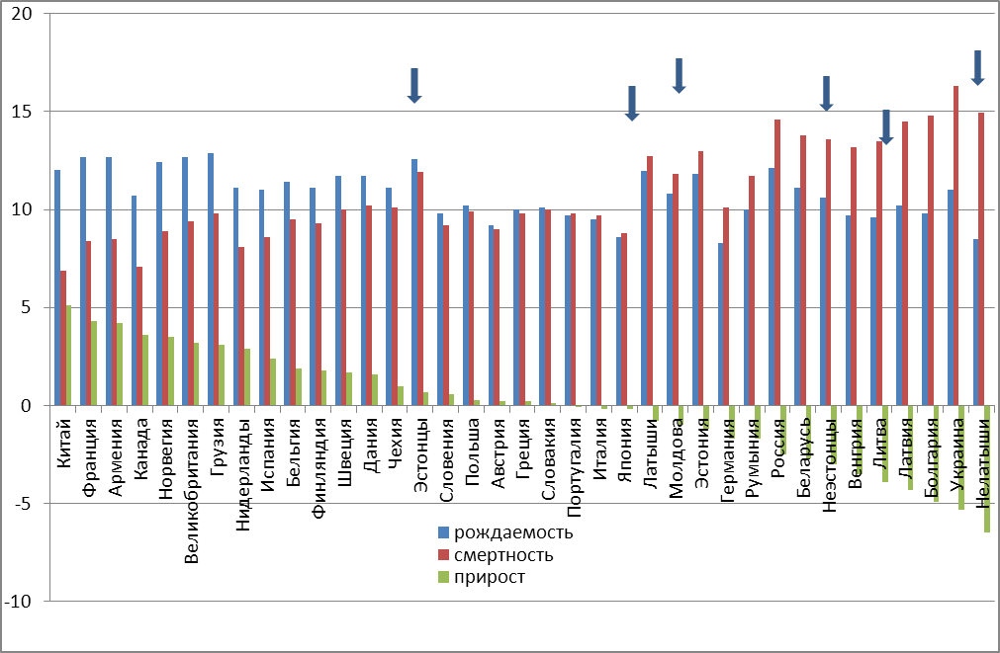 20
15
10
5
0
-5
-10
Китай
Франция
Армения
Канада
Норвегия
Великобритания
Грузия
Нидерланды
Испания
Бельгия
Финляндия
Швеция
Дания
Чехия
Эстонцы
Словения
Польша
Австрия
Греция
Словакия
Португалия
Италия
Япония
Латыши
Молдова
Эстония
Германия
Румыния
Россия
Беларусь
Неэстонцы
Венгрия
Литва
Латвия
Болгария
Украина
Нелатыши
рождаемость
смертность
прирост